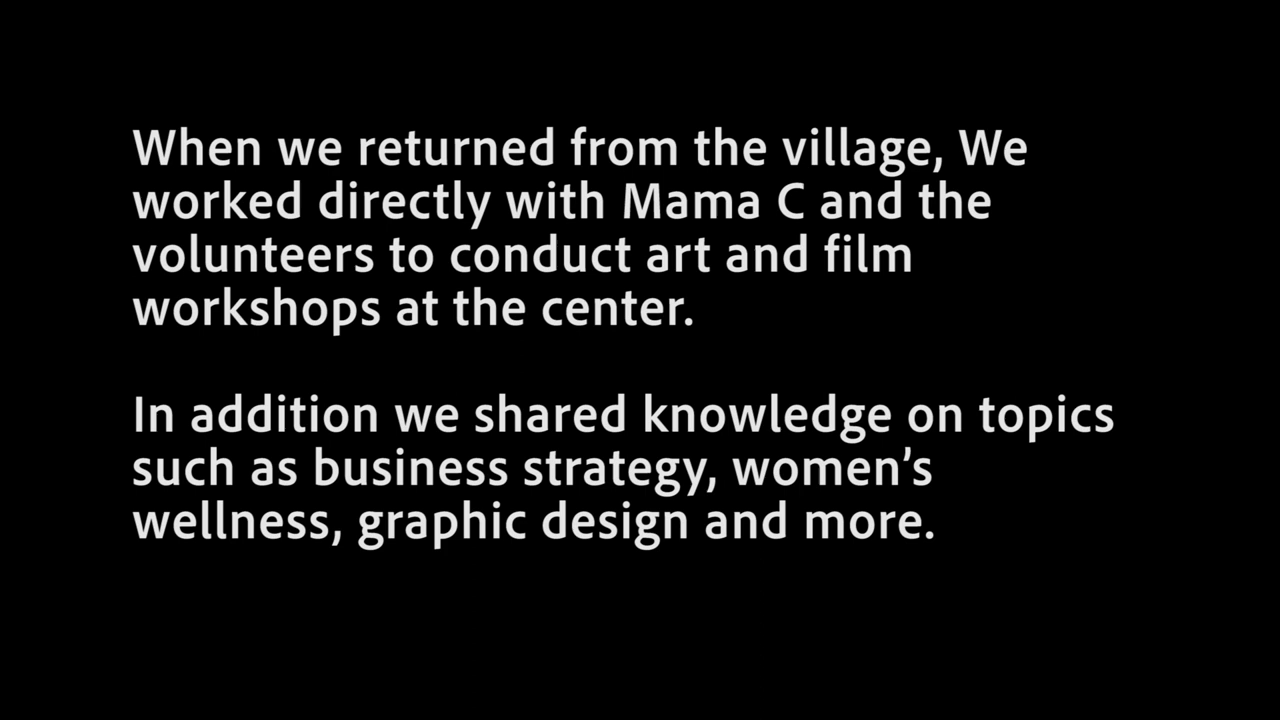 When we returned from the village, We
worked directly with Mama C and the
volunteers to conduct art and film
workshops at the center.
In addition we shared knowledge on topics
such as business strategy, women’s
wellness, graphic design and more.